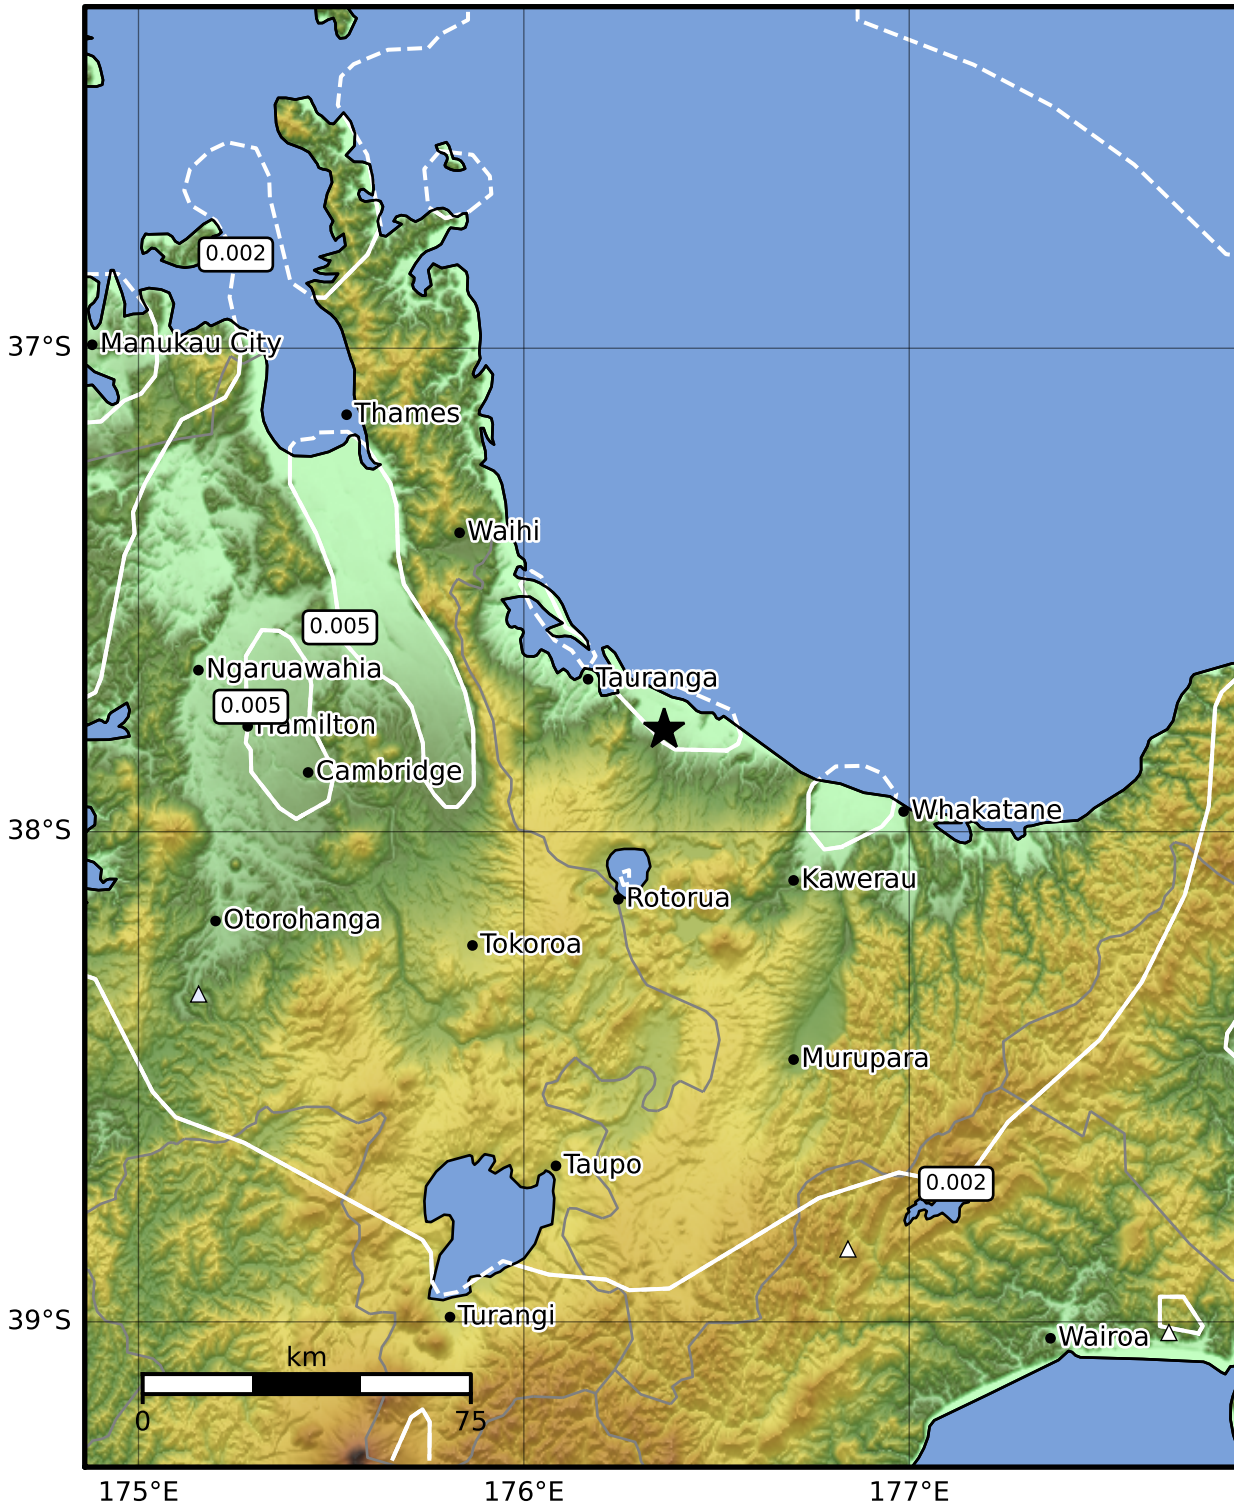 0.002
37°S
Manukau City
Thames
Waihi
0.005
Ngaruawahia
Tauranga
0.005
Hamilton
Cambridge
Whakatane
38°S
Kawerau
Rotorua
Otorohanga
Tokoroa
Murupara
Taupo
0.002
39°S
Turangi
Wairoa
km
0
75
175°E
176°E
177°E